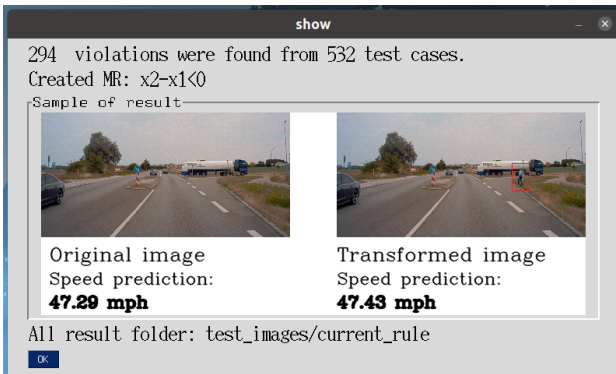 show
294 violations were found from 532 test cases.
Created MR: x2-x1<0
Sample of result
Original image
Speed prediction:
47.29 mph
Transformed image
Speed prediction:
47.43 mph
All result folder: test_images/current_rule
OK